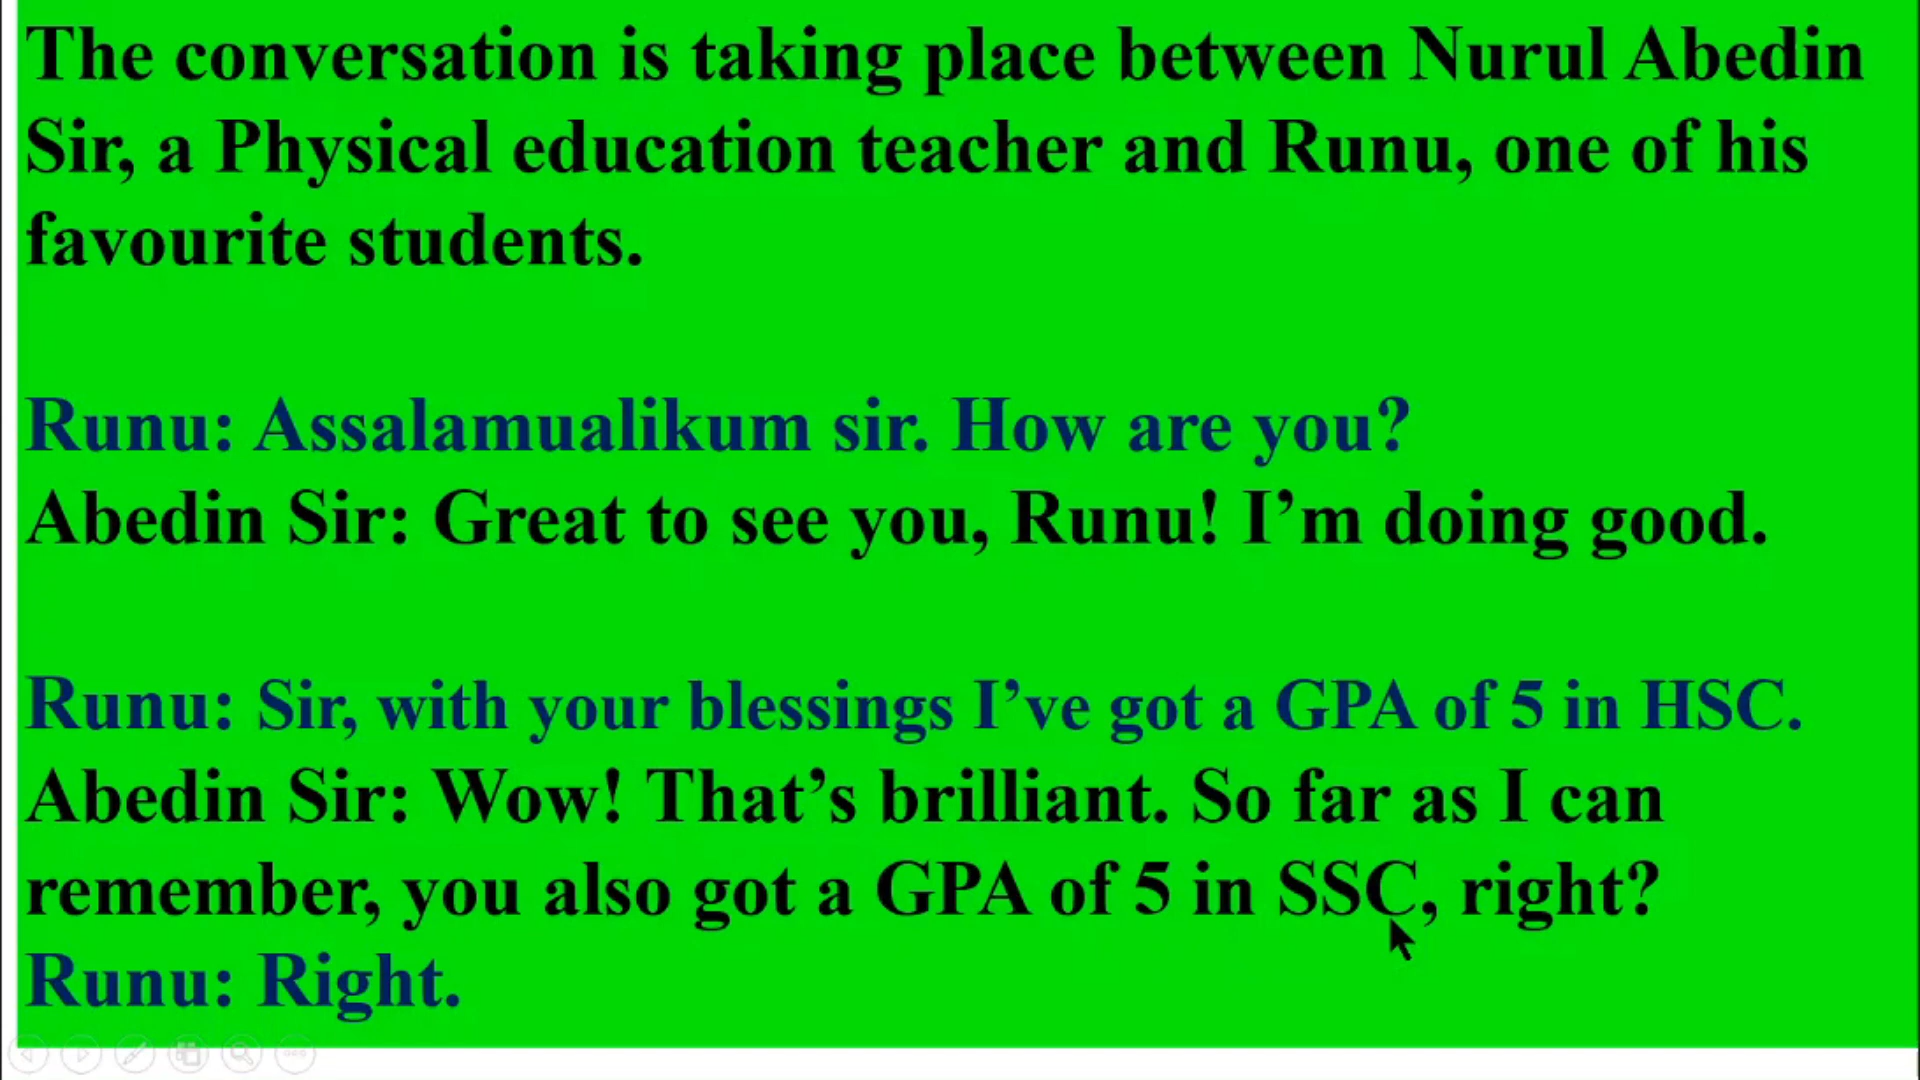 The conversation is taking place between Nurul Abedin
Sir, a Physical education teacher and Runu, one of his
favourite students.
Runu: Assalamualikum sir. How are you?
Abedin Sir: Great to see you, Runu! I’m doing good.
Runu: Sir, with your blessings I’ve got a GPA of 5 in HSC.
Abedin Sir: Wow! That’s brilliant. So far as I can
remember, you also got a GPA of 5 in SSC, right?
Runu: Right.